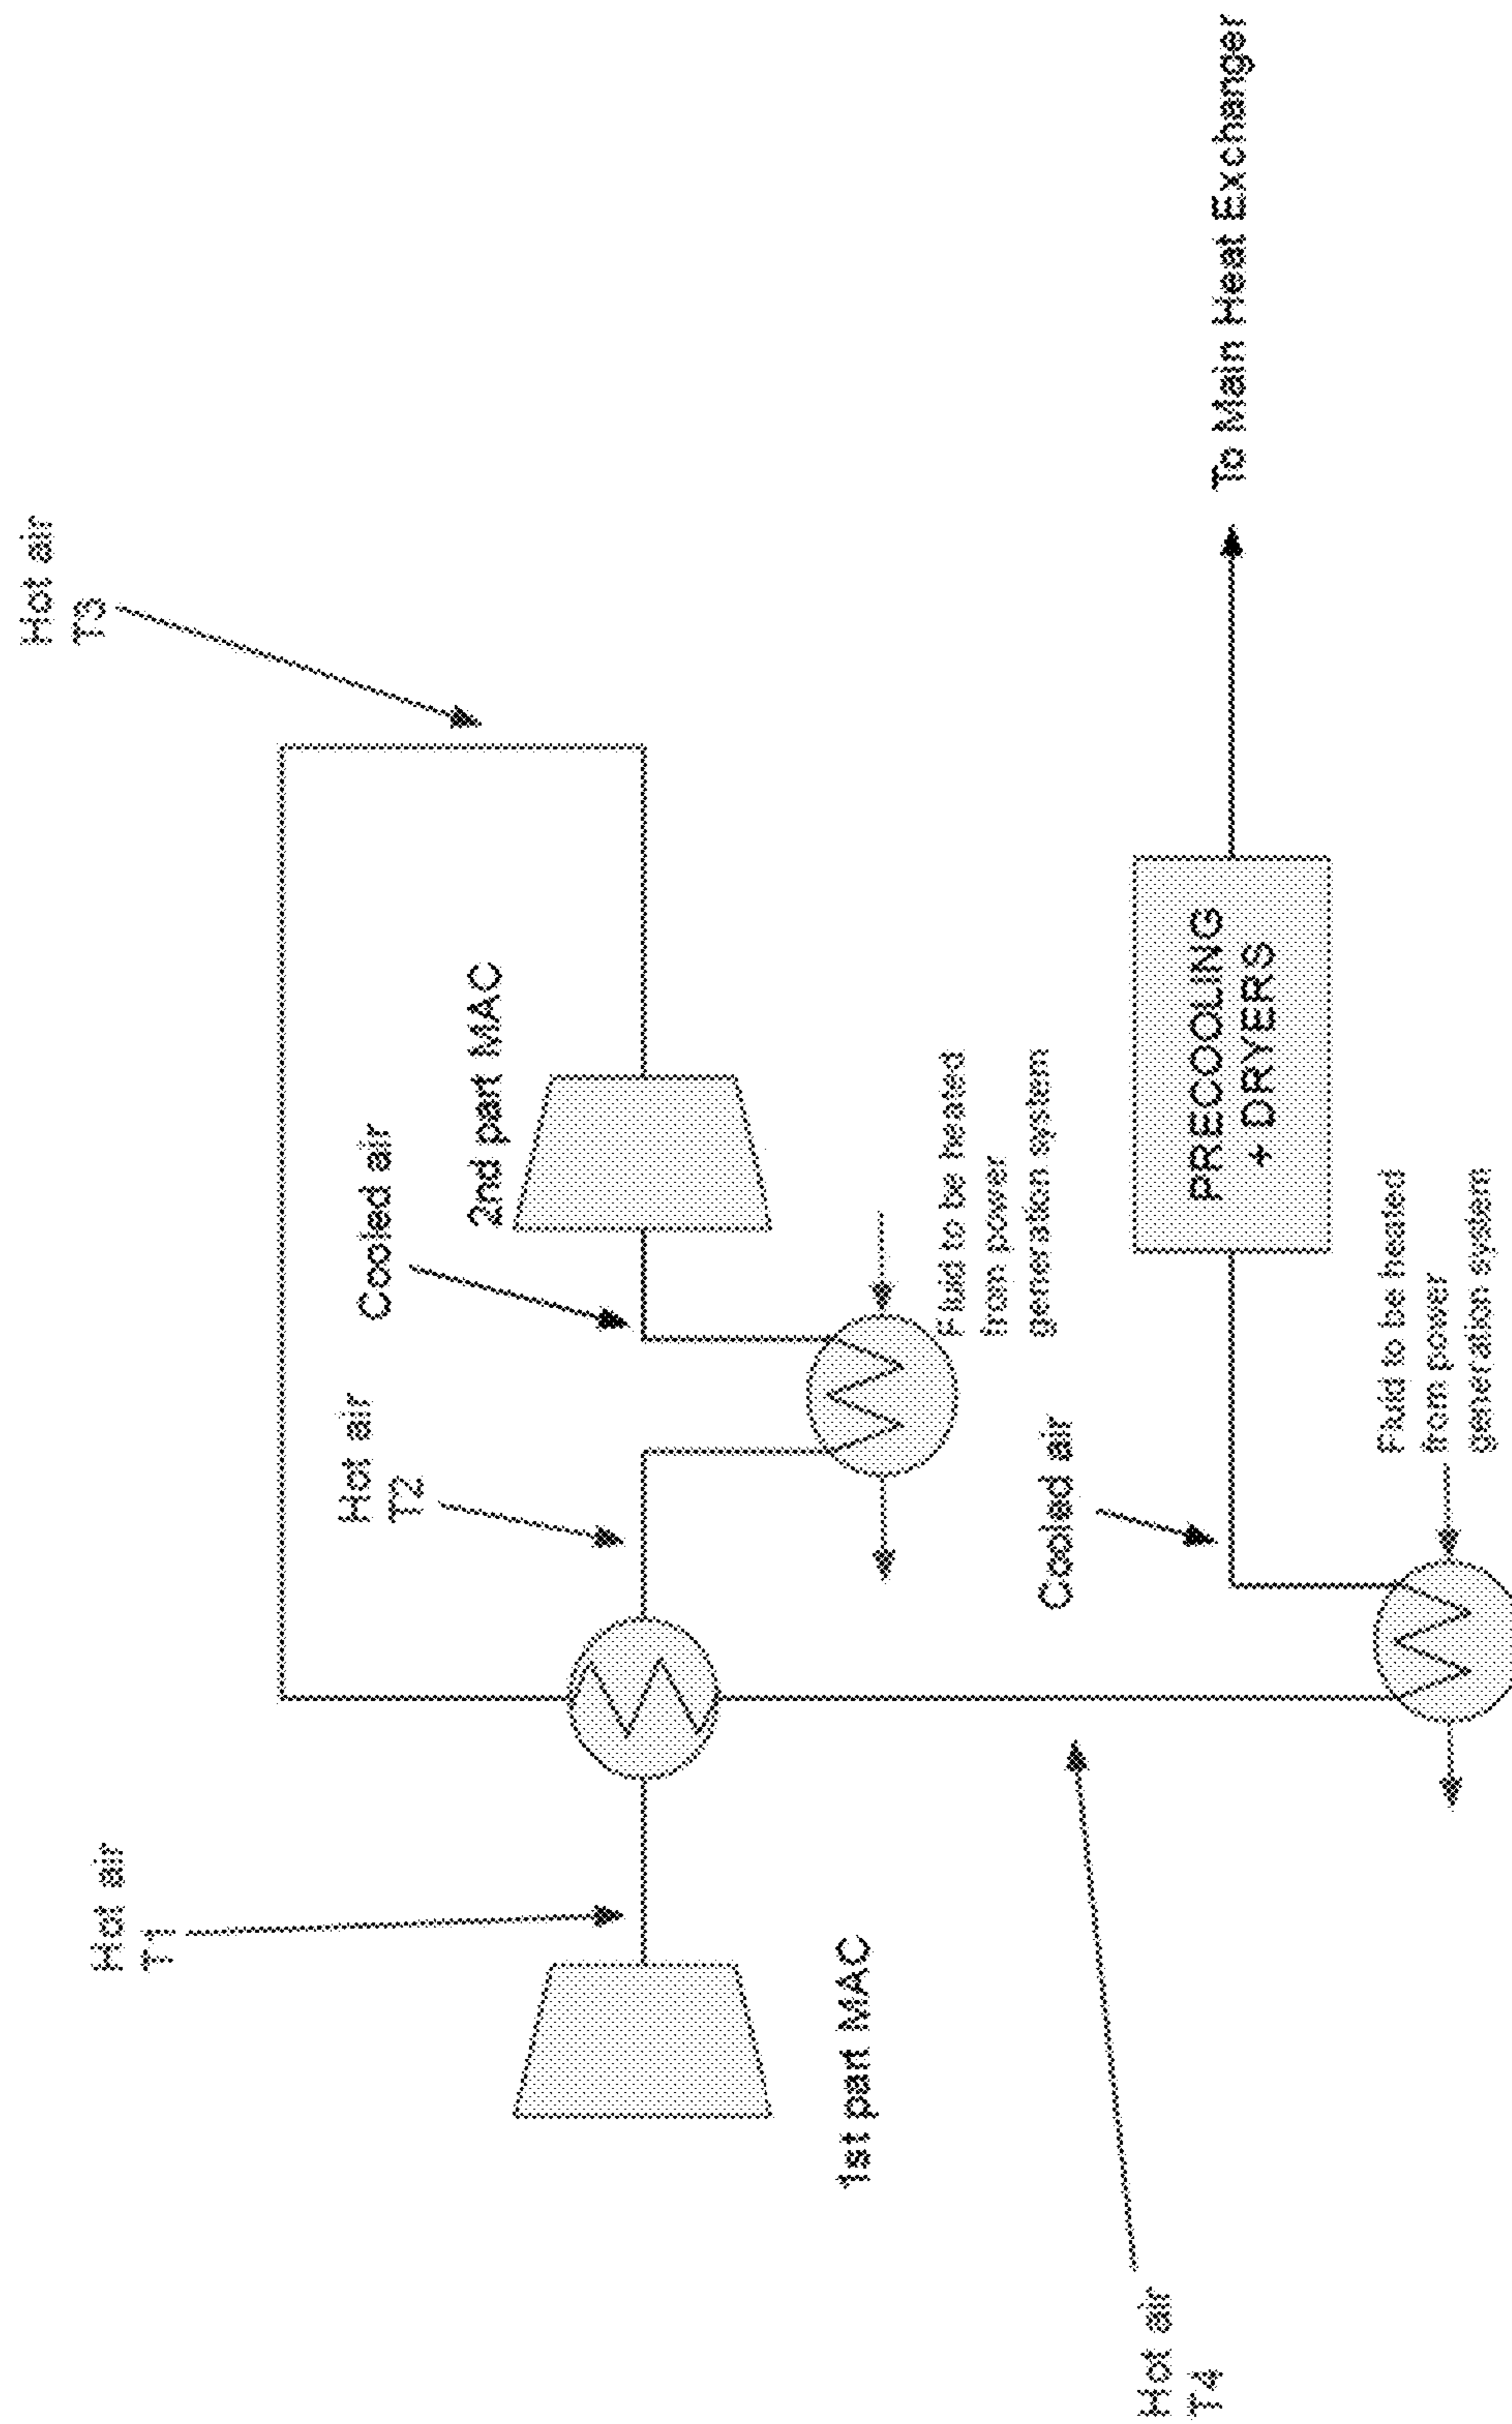 Hot air
T1
1st part MAC
Hot air
T4
Hot air
T2
Cooled air
2nd part MAC
Hot air
T3
Fluid to be heated
from power
generation system
Cooled air
PRECOOLING
+ DRYERS
Fluid to be heated
from power
generation system
To Main Heat Exchanger